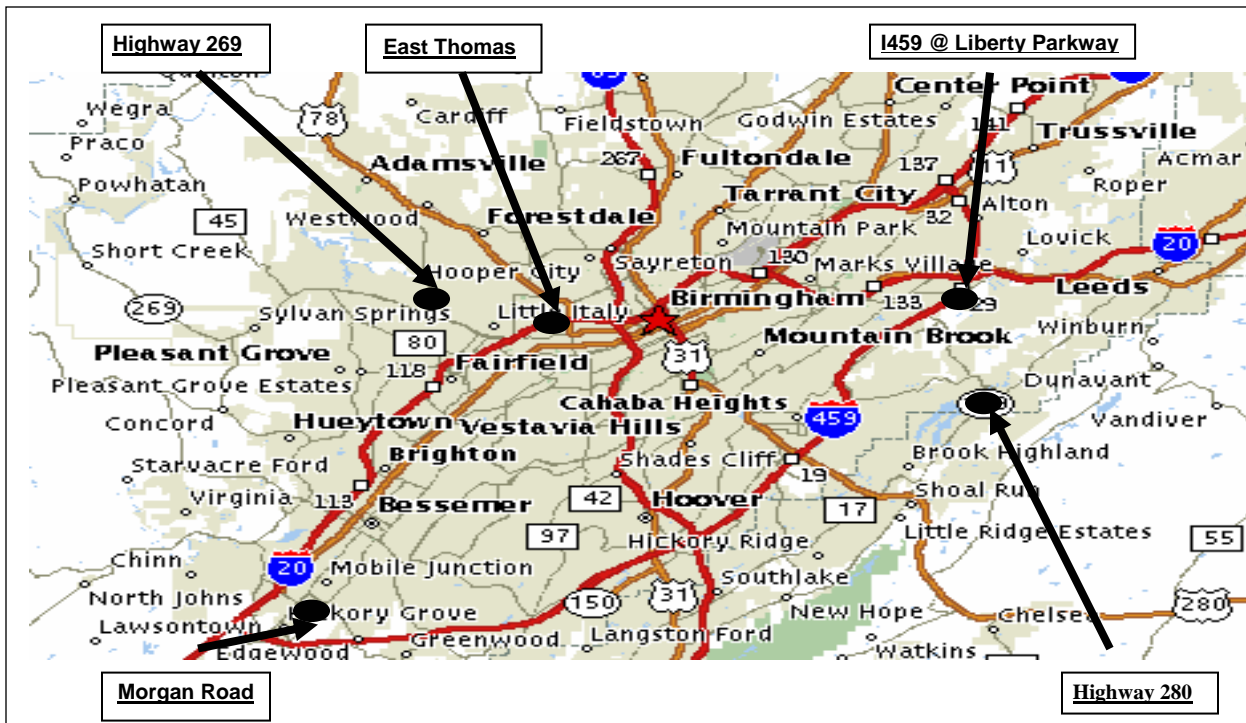 Highway 269
East Thomas
I459 @ Liberty Parkway
65
Center Point
Wegra
78
Cardiff
Fieldstown
Godwin Estates
141
Trussville
Praco
Adamsville
267
Fultondale
137
11
Acmar
Powhatan
Tarrant City
Roper
45
Westwood
Forestdale
32
Alton
Mountain Park
Lovick
20
Short Creek
Hooper City
Sayreton
130
Marks Village
Leeds
269
Sylvan Springs
Little Italy
Birmingham
133
29
Winburn
80
Mountain Brook
Pleasant Grove
Fairfield
31
118
Dunavant
Pleasant Grove Estates
Cahaba Heights
459
Vandiver
Concord
Hueytown
Vestavia Hills
Brighton
Brook Highland
Starvacre Ford
Shades Cliff
19
Virginia
113
42
Hoover
Shoal Run
Bessemer
17
Little Ridge Estates
97
Hickory Ridge
55
Chinn
20
Mobile Junction
Southlake
North Johns
150
31
New Hope
280
Grove
Chelsea
Lawsontown
Greenwood
Langston Ford
Edgewood
Watkins
Morgan Road
Highway 280